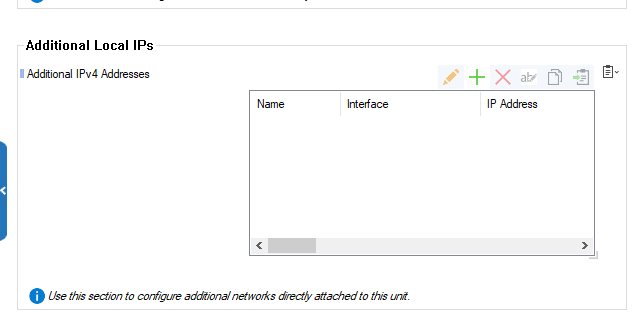 Additional Local IPs
Additional IPv4 Addresses
Name Interface IP Address
Use this section to configure additional networks directly attached to this unit.